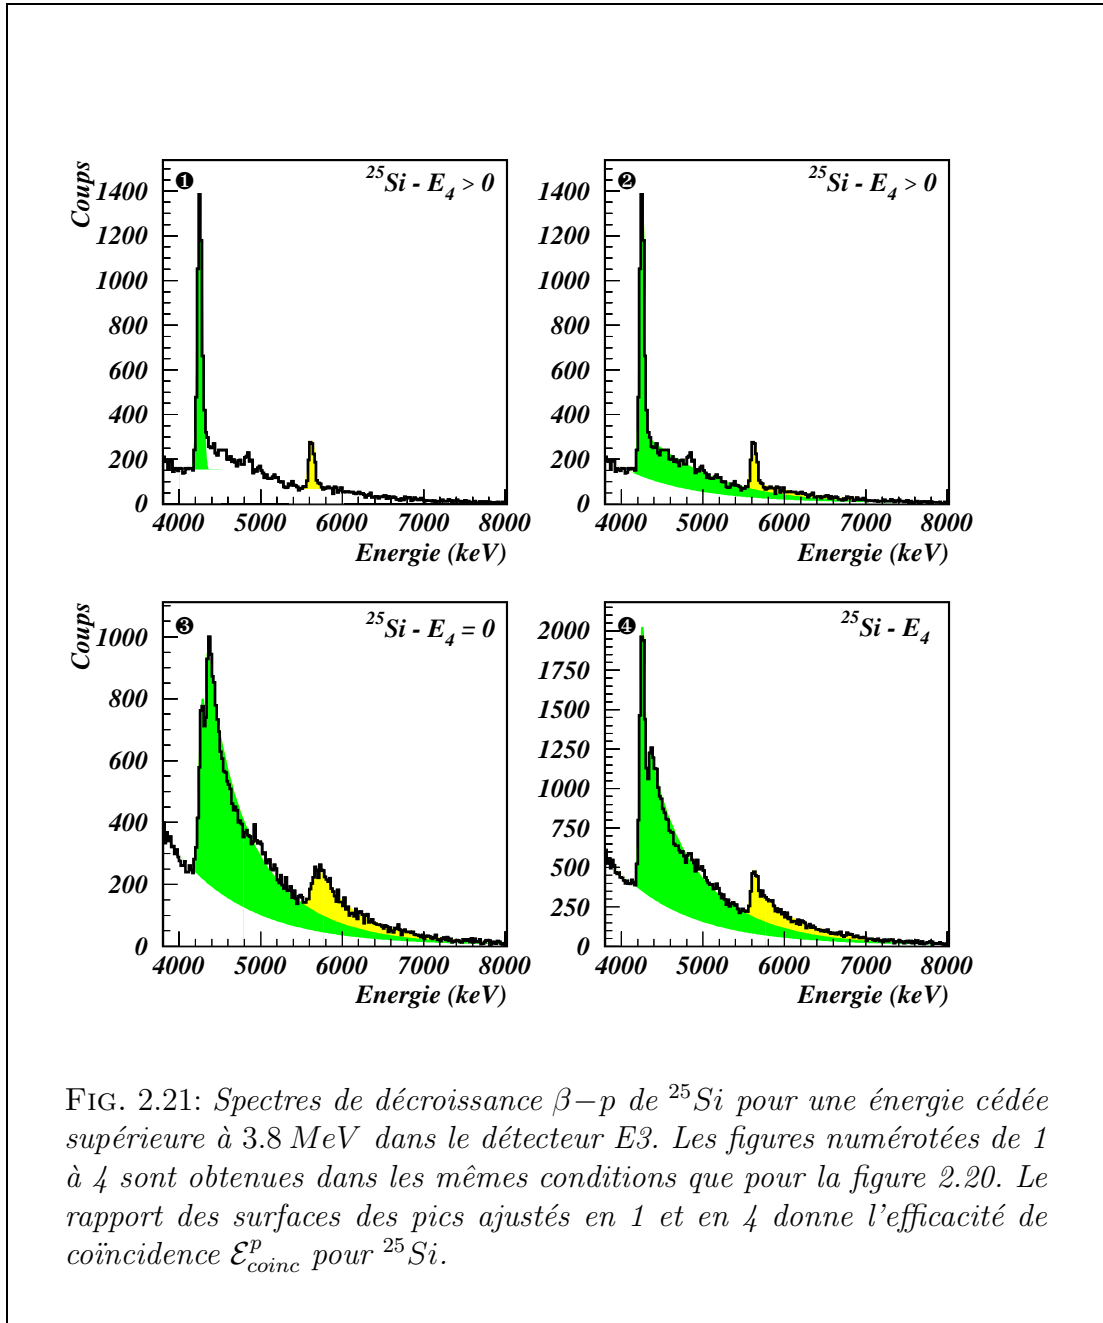 ❶
²⁵Si - E₄ > 0
Coups
1400
1200
1000
800
600
400
200
0
4000 5000 6000 7000 8000
Energie (keV)
❷
²⁵Si - E₄ > 0
1400
1200
1000
800
600
400
200
0
4000 5000 6000 7000 8000
Energie (keV)
❸
²⁵Si - E₄ = 0
Coups
1000
800
600
400
200
0
4000 5000 6000 7000 8000
Energie (keV)
❹
²⁵Si - E₄
2000
1750
1500
1250
1000
750
500
250
0
4000 5000 6000 7000 8000
Energie (keV)
FIG. 2.21: Spectres de décroissance β−p de ²⁵Si pour une énergie cédée
supérieure à 3.8 MeV dans le détecteur E3. Les figures numérotées de 1
à 4 sont obtenues dans les mêmes conditions que pour la figure 2.20. Le
rapport des surfaces des pics ajustés en 1 et en 4 donne l'efficacité de
coïncidence ℰᵖ_coinc pour ²⁵Si.